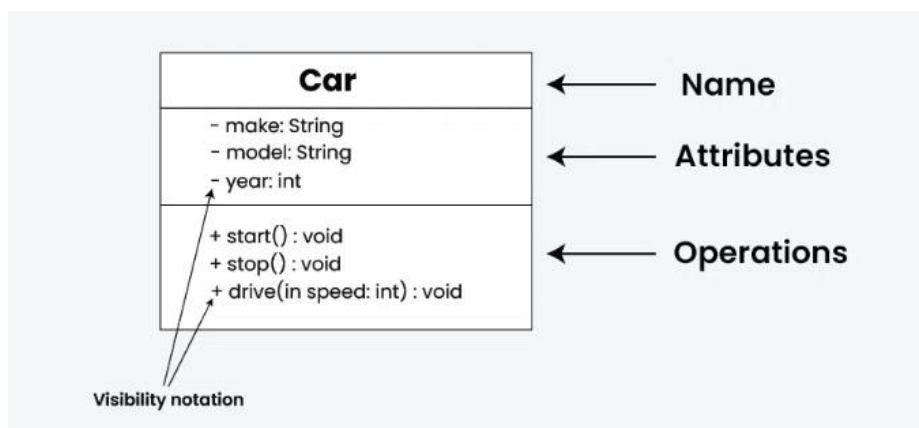 Car
Name
- make: String
- model: String
- year: int
Attributes
+ start() : void
+ stop() : void
+ drive(in speed: int) : void
Operations
Visibility notation